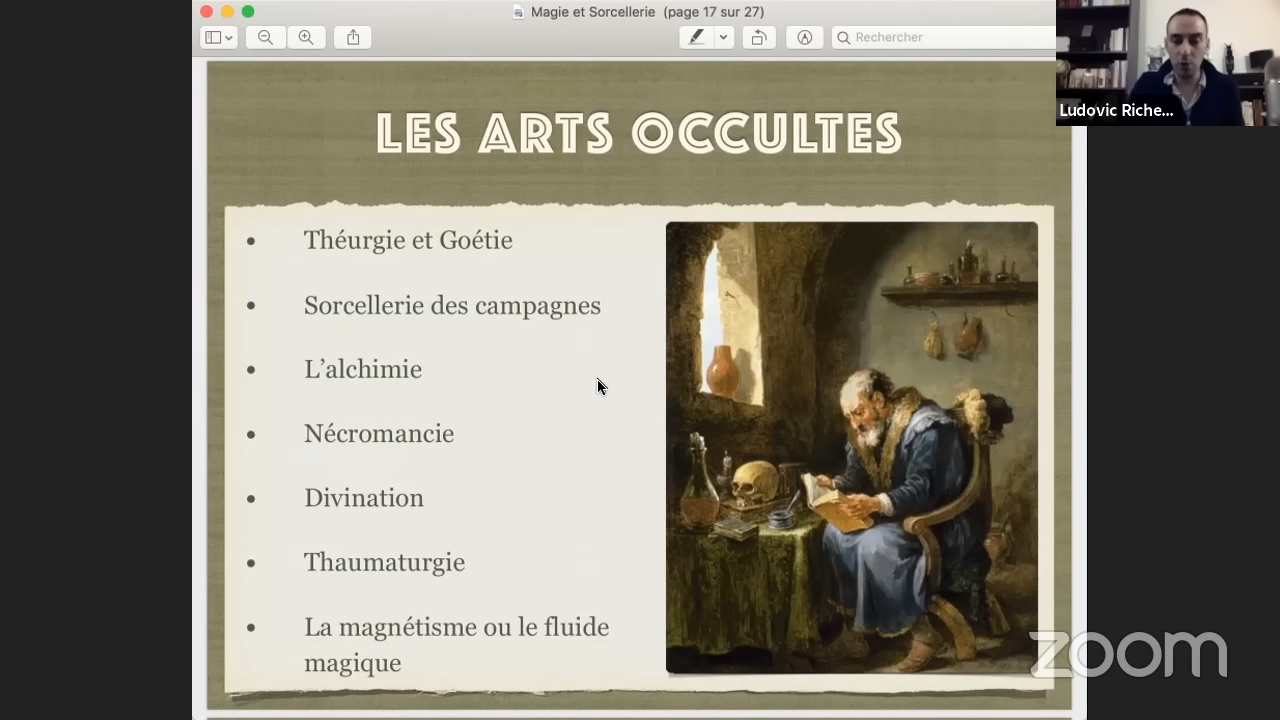 Magie et Sorcellerie (page 17 sur 27)
Rechercher
Ludovic Riche...
LES ARTS OCCULTES
• Théurgie et Goétie
• Sorcellerie des campagnes
• L’alchimie
• Nécromancie
• Divination
• Thaumaturgie
• La magnétisme ou le fluide
magique
zoom